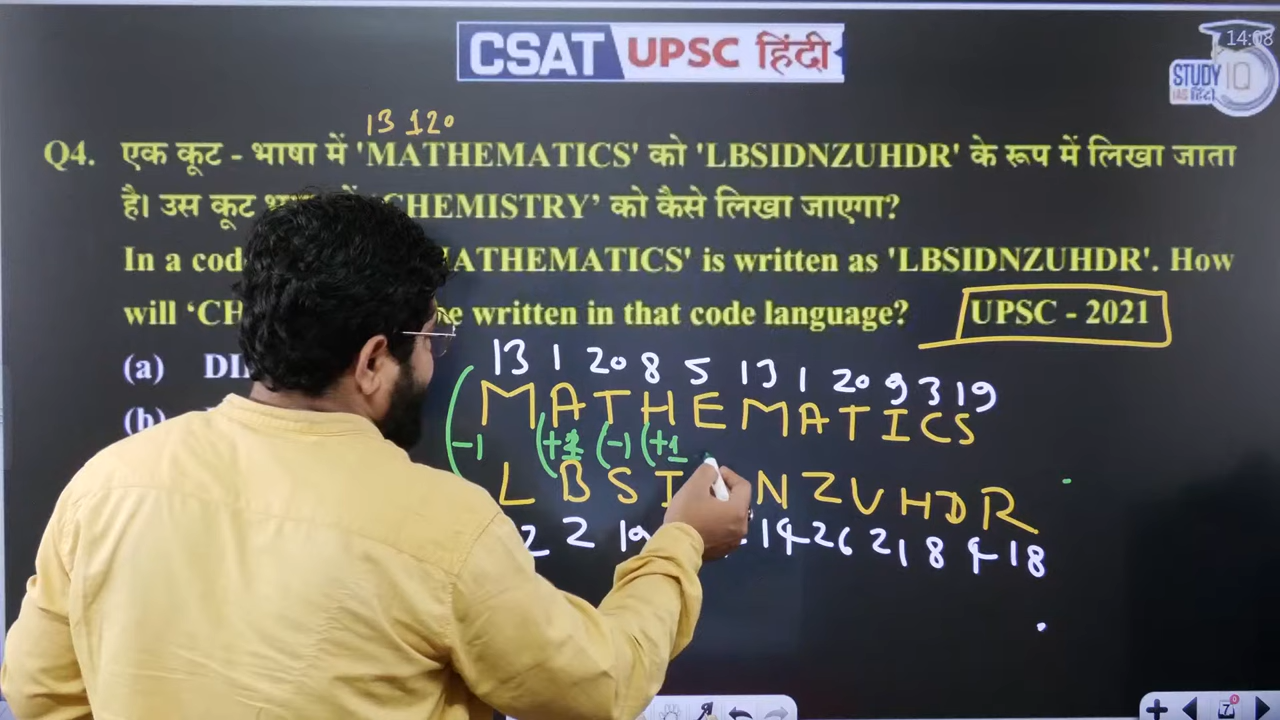 CSAT UPSC हिंदी
14:08
STUDY IQ
IAS हिंदी
13 1 20
Q4. एक कूट - भाषा में 'MATHEMATICS' को 'LBSIDNZUHDR' के रूप में लिखा जाता
है। उस कूट 'CHEMISTRY’ को कैसे लिखा जाएगा?
In a cod ATHEMATICS' is written as 'LBSIDNZUHDR'. How
will ‘CH e written in that code language?
UPSC - 2021
13 1 20 8 5 13 1 20 9 3 19
(a) DI
MATHEMATICS
(b)
-1 +1 -1 +1
L B S I N Z U H D R
2 2 19 14 26 21 8 4 18